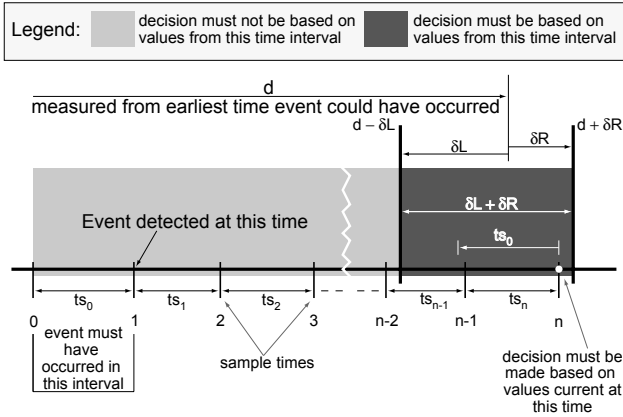 Legend:
decision must not be based on
values from this time interval
decision must be based on
values from this time interval
d
measured from earliest time event could have occurred
d − δL
d + δR
δL
δR
δL + δR
Event detected at this time
ts0
ts0
ts1
ts2
tsn-1
tsn
0
1
2
3
n-2
n-1
n
event must
have
occurred in
this interval
sample times
decision must be
made based on
values current at
this time